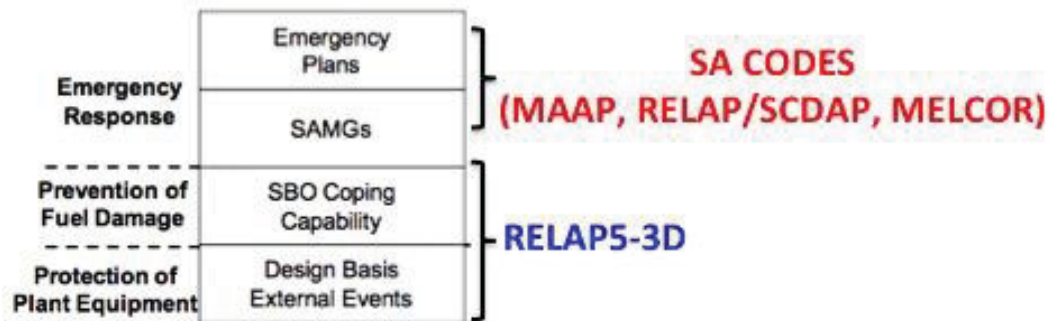 Emergency
Response
Prevention of
Fuel Damage
Protection of
Plant Equipment
Emergency
Plans
SAMGs
SBO Coping
Capability
Design Basis
External Events
SA CODES
(MAAP, RELAP/SCDAP, MELCOR)
RELAP5-3D